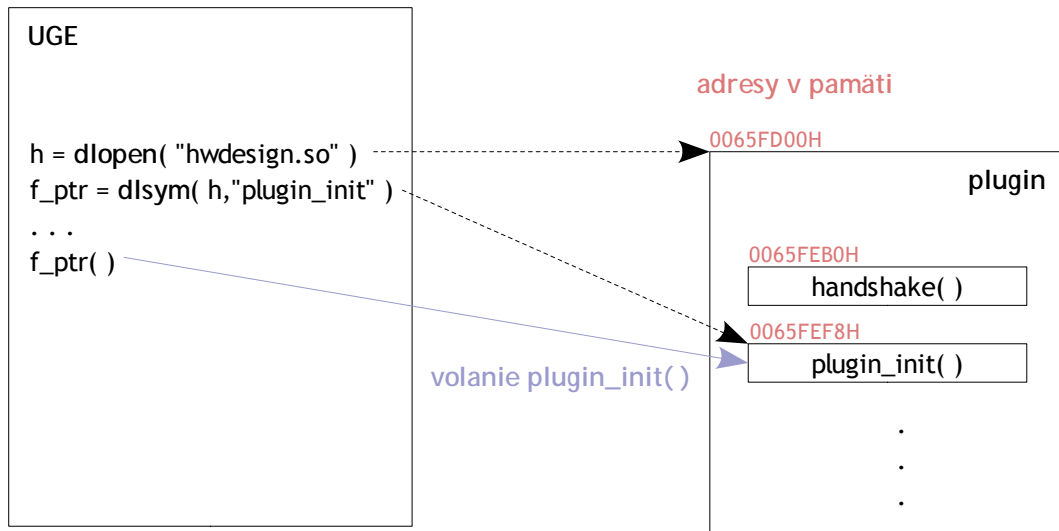 UGE
h = dlopen( "hwdesign.so" )
f_ptr = dlsym( h,"plugin_init" )
. . .
f_ptr( )
volanie plugin_init( )
adresy v pamäti
0065FD00H
plugin
0065FEB0H
handshake( )
0065FEF8H
plugin_init( )
.
.
.